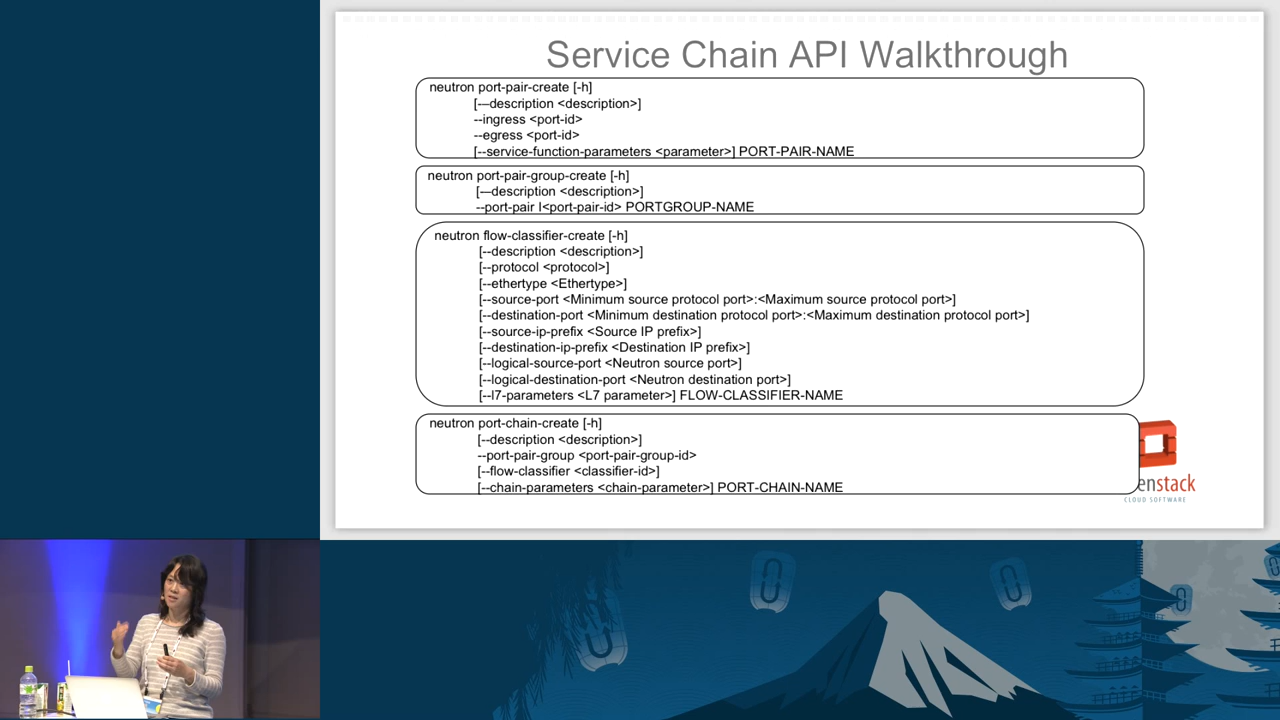 Service Chain API Walkthrough
neutron port-pair-create [-h]
[-–description <description>]
--ingress <port-id>
--egress <port-id>
[--service-function-parameters <parameter>] PORT-PAIR-NAME
neutron port-pair-group-create [-h]
[-–description <description>]
--port-pair l<port-pair-id> PORTGROUP-NAME
neutron flow-classifier-create [-h]
[--description <description>]
[--protocol <protocol>]
[--ethertype <Ethertype>]
[--source-port <Minimum source protocol port>:<Maximum source protocol port>]
[--destination-port <Minimum destination protocol port>:<Maximum destination protocol port>]
[--source-ip-prefix <Source IP prefix>]
[--destination-ip-prefix <Destination IP prefix>]
[--logical-source-port <Neutron source port>]
[--logical-destination-port <Neutron destination port>]
[--l7-parameters <L7 parameter>] FLOW-CLASSIFIER-NAME
neutron port-chain-create [-h]
[--description <description>]
--port-pair-group <port-pair-group-id>
[--flow-classifier <classifier-id>]
[--chain-parameters <chain-parameter>] PORT-CHAIN-NAME
enstack
CLOUD SOFTWARE